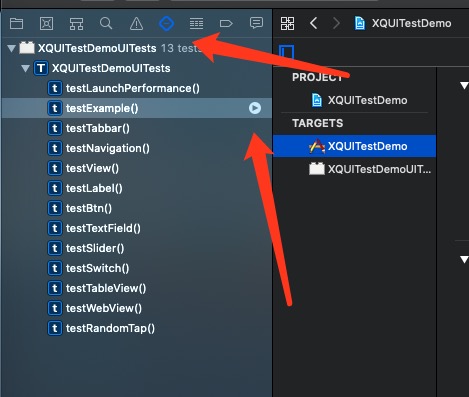 XQUITestDemo
XQUITestDemoUITests 13 tests
T XQUITestDemoUITests
t testLaunchPerformance()
t testExample()
t testTabbar()
t testNavigation()
t testView()
t testLabel()
t testBtn()
t testTextField()
t testSlider()
t testSwitch()
t testTableView()
t testWebView()
t testRandomTap()
PROJECT
XQUITestDemo
TARGETS
XQUITestDemo
XQUITestDemoUIT...